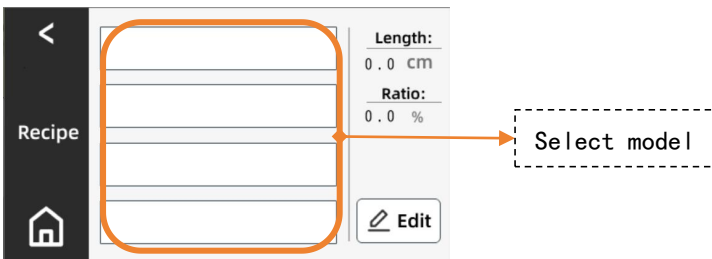 <
Recipe
Length:
0.0 cm
Ratio:
0.0 %
Edit
Select model